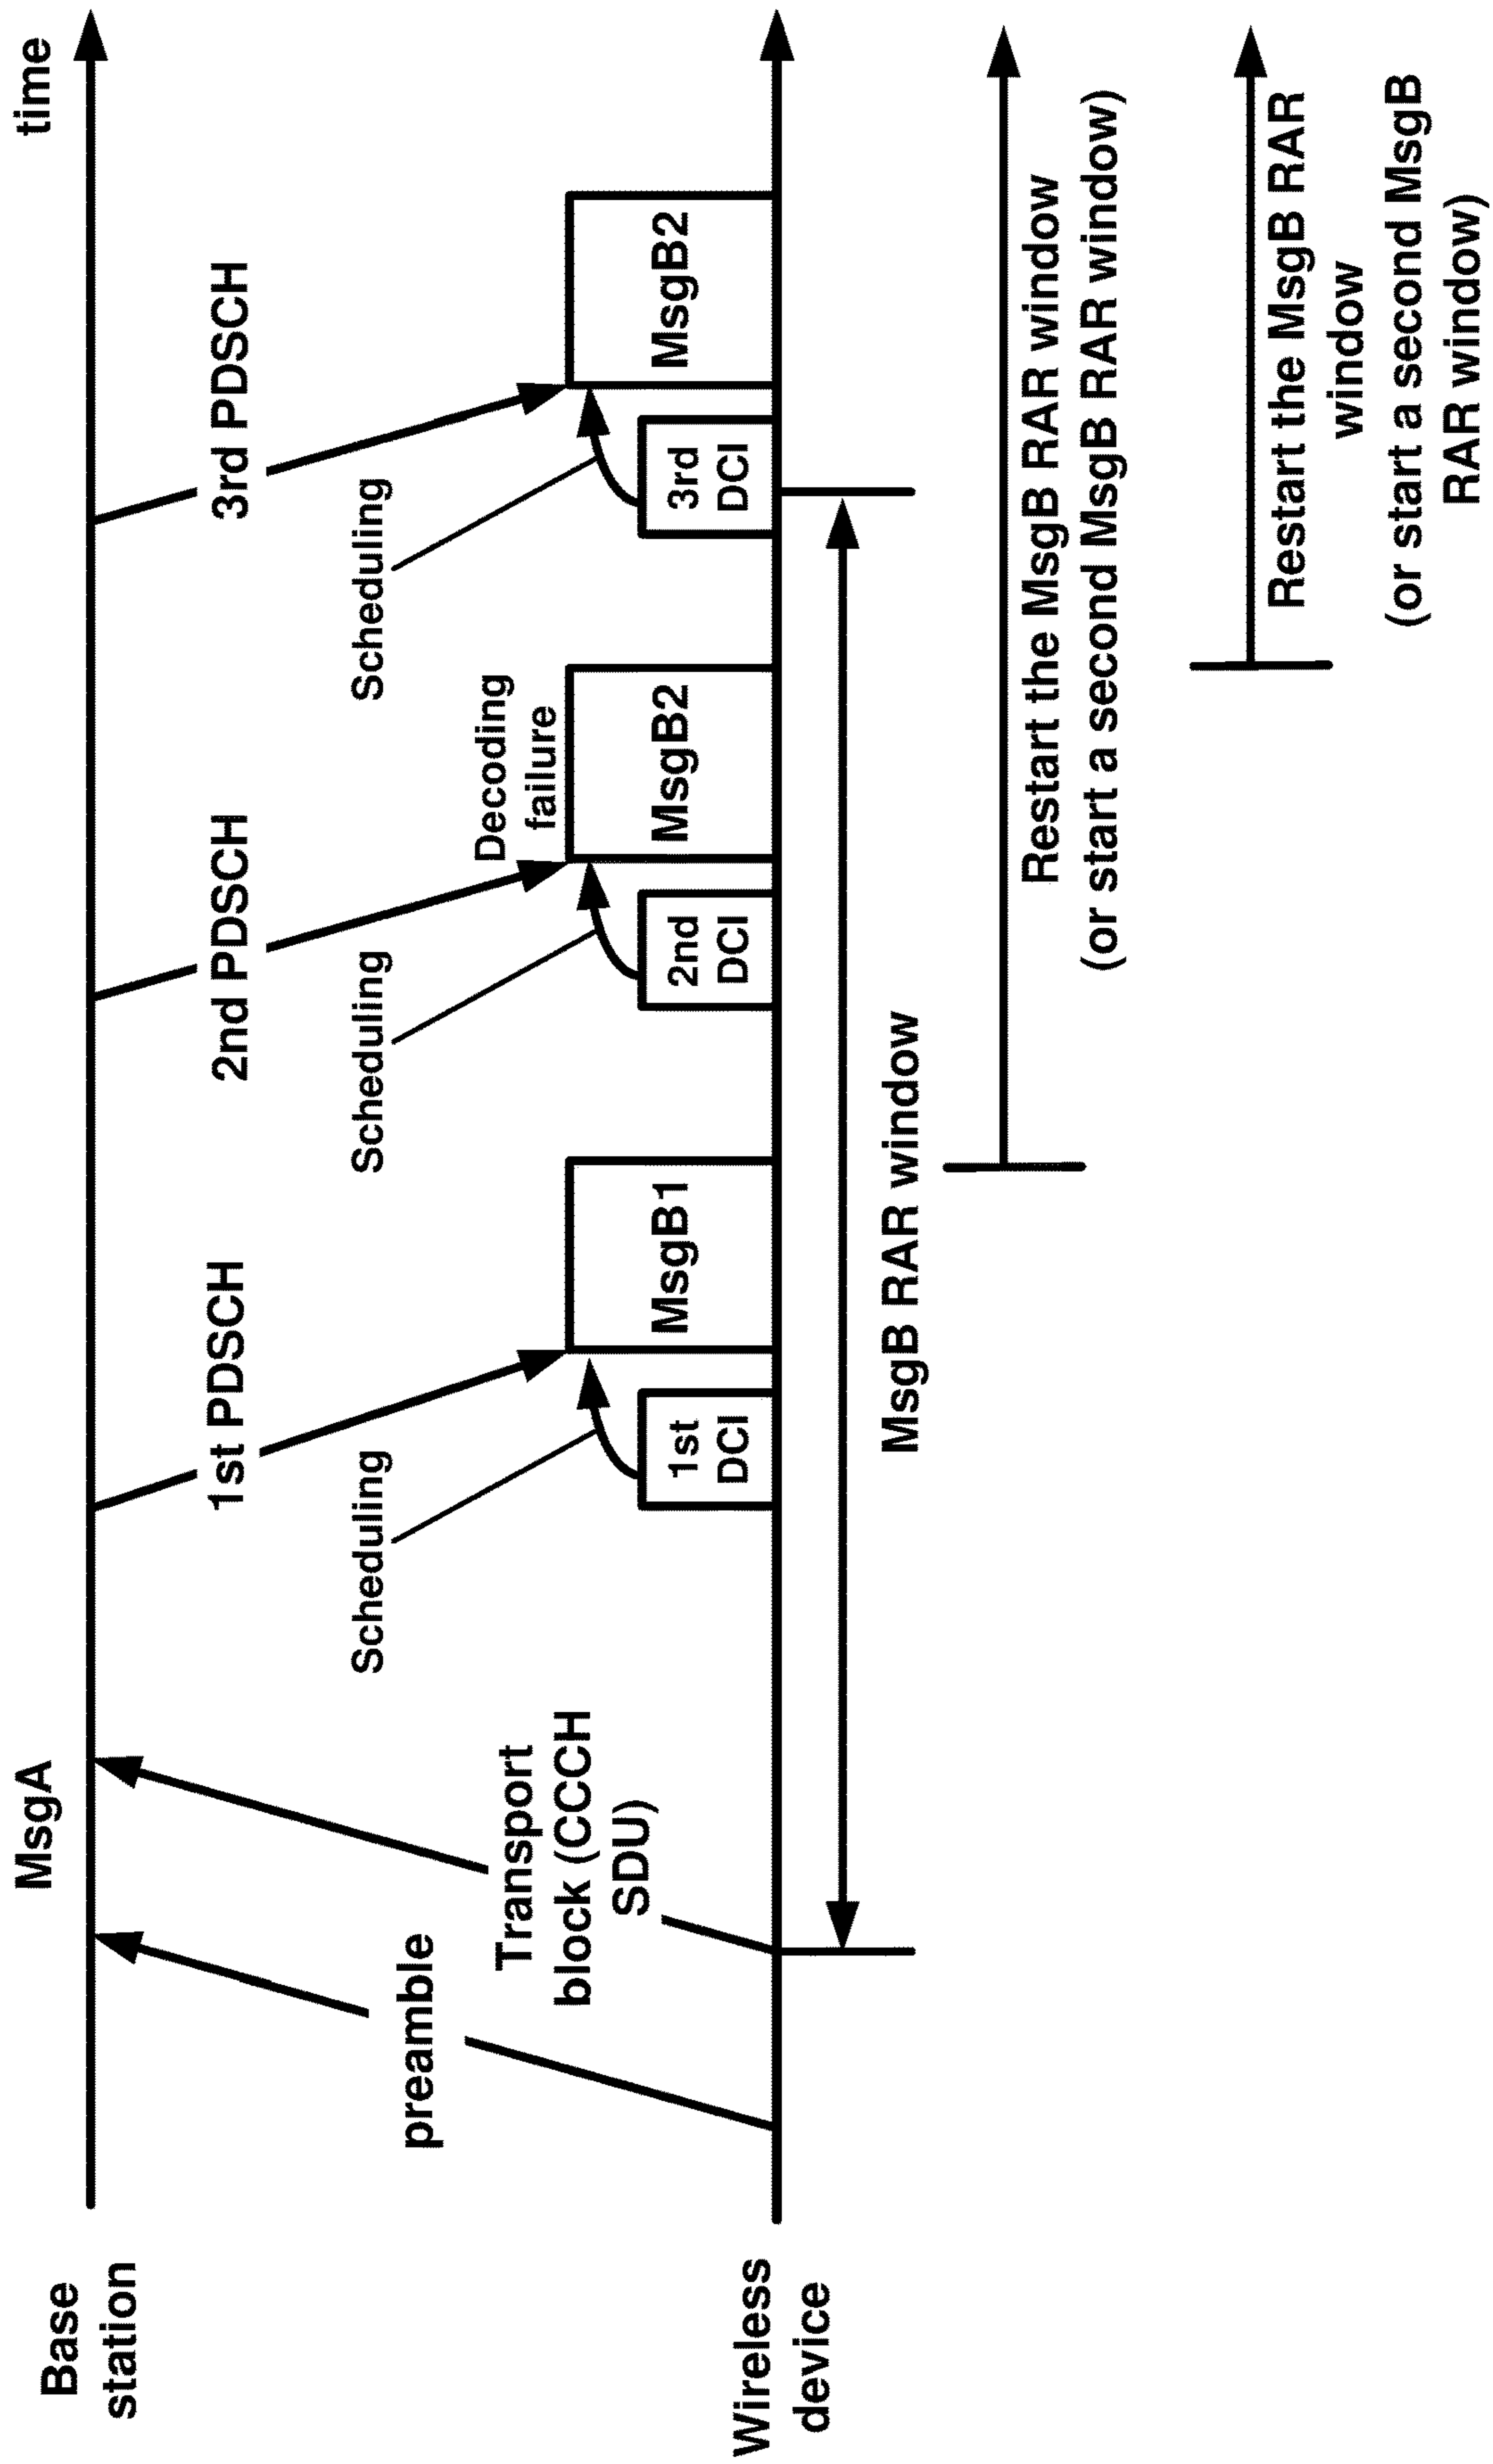 Base
station
MsgA
time
preamble
Transport
block (CCCH
SDU)
1st PDSCH
2nd PDSCH
3rd PDSCH
Scheduling
Scheduling
Scheduling
Decoding
failure
1st
DCI
MsgB1
2nd
DCI
MsgB2
3rd
DCI
MsgB2
Wireless
device
MsgB RAR window
Restart the MsgB RAR window
(or start a second MsgB RAR window)
Restart the MsgB RAR
window
(or start a second MsgB
RAR window)